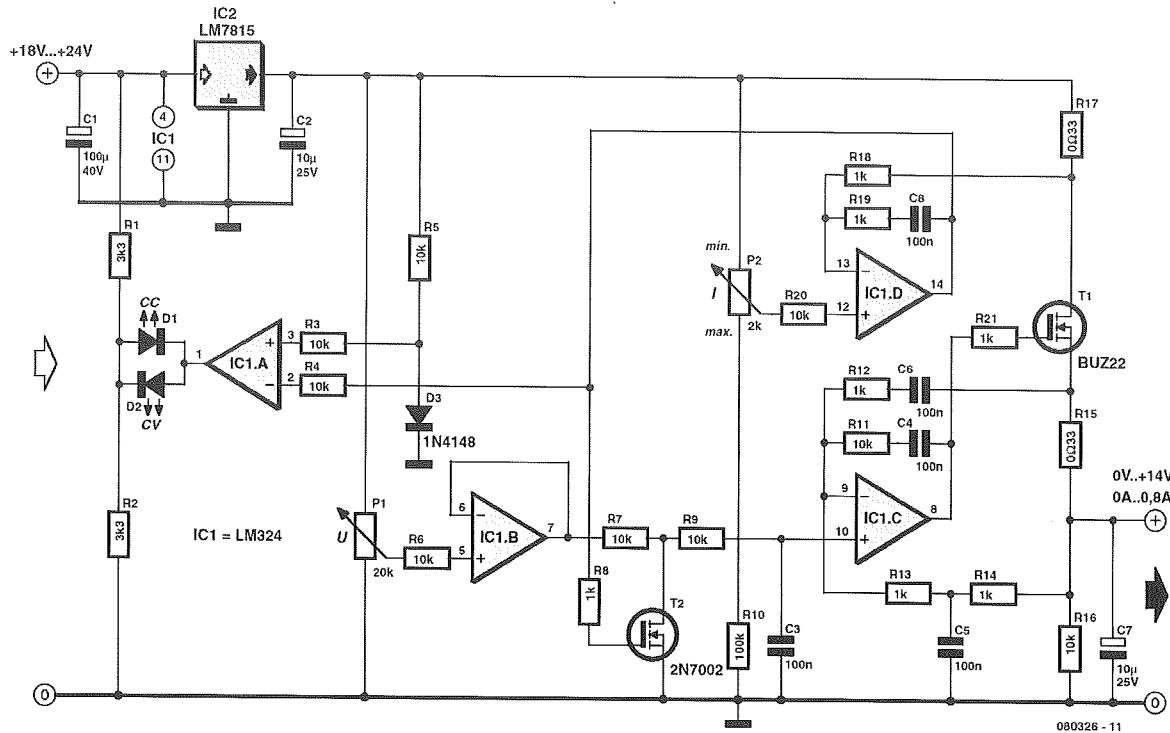 IC2
LM7815
+18V...+24V
C1
100µ
40V
4
IC1
11
C2
10µ
25V
R1
3k3
R5
10k
R17
0Ω33
R18
1k
R19
1k
C8
100n
min.
P2
I
2k
max.
R20
10k
13
12
14
IC1.D
CC
D1
D2
CV
1
IC1.A
3
2
R3
10k
R4
10k
D3
1N4148
T1
R21
1k
BUZ22
R12
1k
C6
100n
R11
10k
C4
100n
R15
0Ω33
0V..+14V
0A..0,8A
R2
3k3
IC1 = LM324
P1
U
20k
R6
10k
6
5
7
IC1.B
R7
10k
R9
10k
9
10
8
IC1.C
R8
1k
T2
2N7002
R10
100k
C3
100n
R13
1k
R14
1k
C5
100n
R16
10k
C7
10µ
25V
0
0
080326 - 11